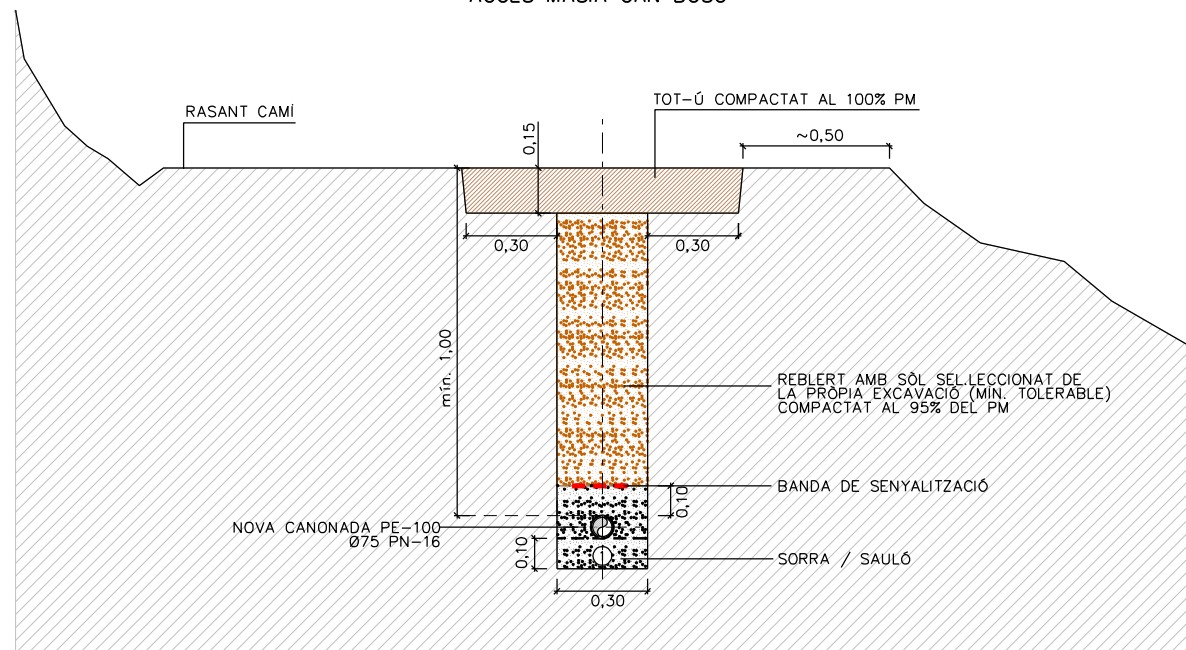 RASANT CAMÍ
TOT-Ú COMPACTAT AL 100% PM
~0,50
0,15
0,30
0,30
mín. 1,00
REBLERT AMB SÒL SEL.LECCIONAT DE
LA PRÒPIA EXCAVACIÓ (MÍN. TOLERABLE)
COMPACTAT AL 95% DEL PM
BANDA DE SENYALITZACIÓ
0,10
NOVA CANONADA PE-100
Ø75 PN-16
0,10
1
SORRA / SAULÓ
0,30